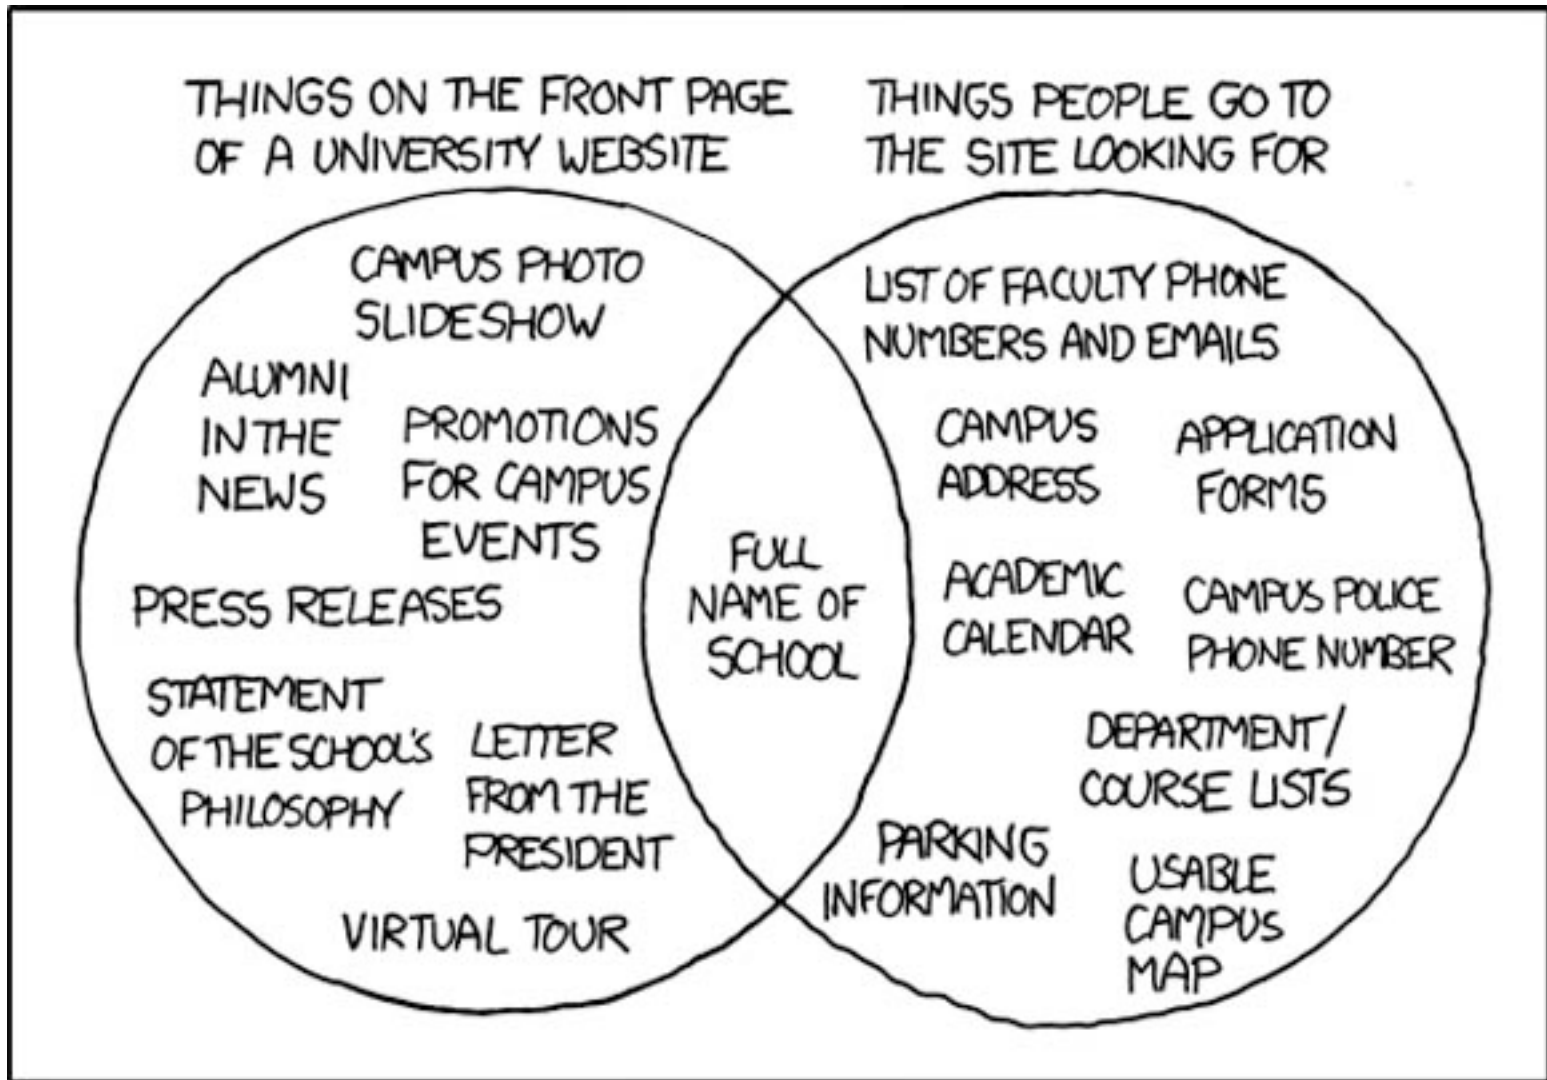 THINGS ON THE FRONT PAGE
OF A UNIVERSITY WEBSITE
THINGS PEOPLE GO TO
THE SITE LOOKING FOR
CAMPUS PHOTO
SLIDESHOW
ALUMNI
IN THE
NEWS
PROMOTIONS
FOR CAMPUS
EVENTS
PRESS RELEASES
STATEMENT
OF THE SCHOOL'S
PHILOSOPHY
LETTER
FROM THE
PRESIDENT
VIRTUAL TOUR
FULL
NAME OF
SCHOOL
LIST OF FACULTY PHONE
NUMBERS AND EMAILS
CAMPUS
ADDRESS
APPLICATION
FORMS
ACADEMIC
CALENDAR
CAMPUS POLICE
PHONE NUMBER
DEPARTMENT/
COURSE LISTS
PARKING
INFORMATION
USABLE
CAMPUS
MAP